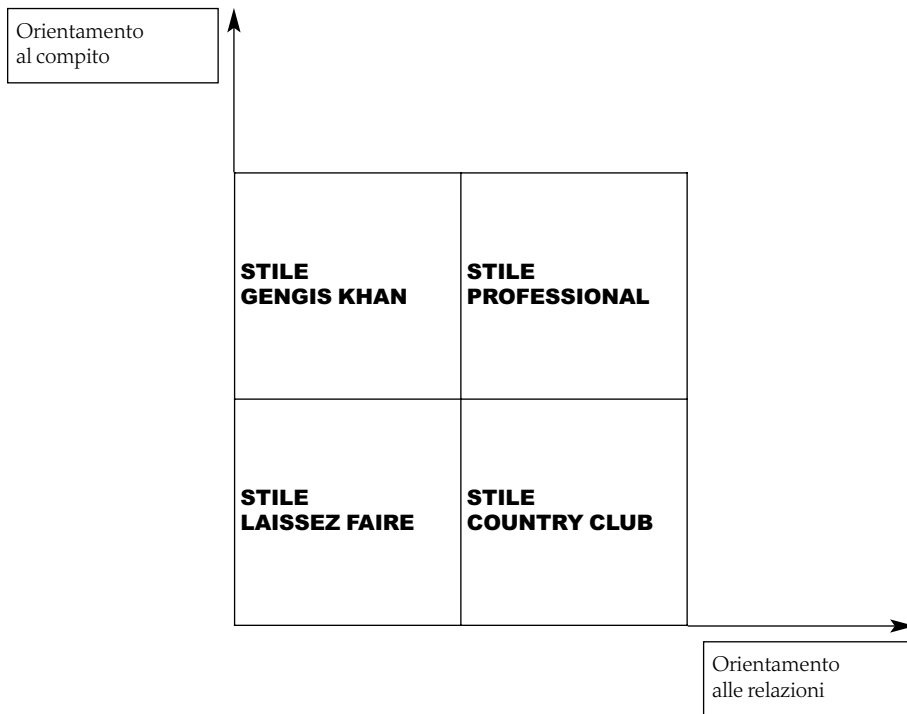 Orientamento
al compito
STILE
GENGIS KHAN
STILE
PROFESSIONAL
STILE
LAISSEZ FAIRE
STILE
COUNTRY CLUB
Orientamento
alle relazioni